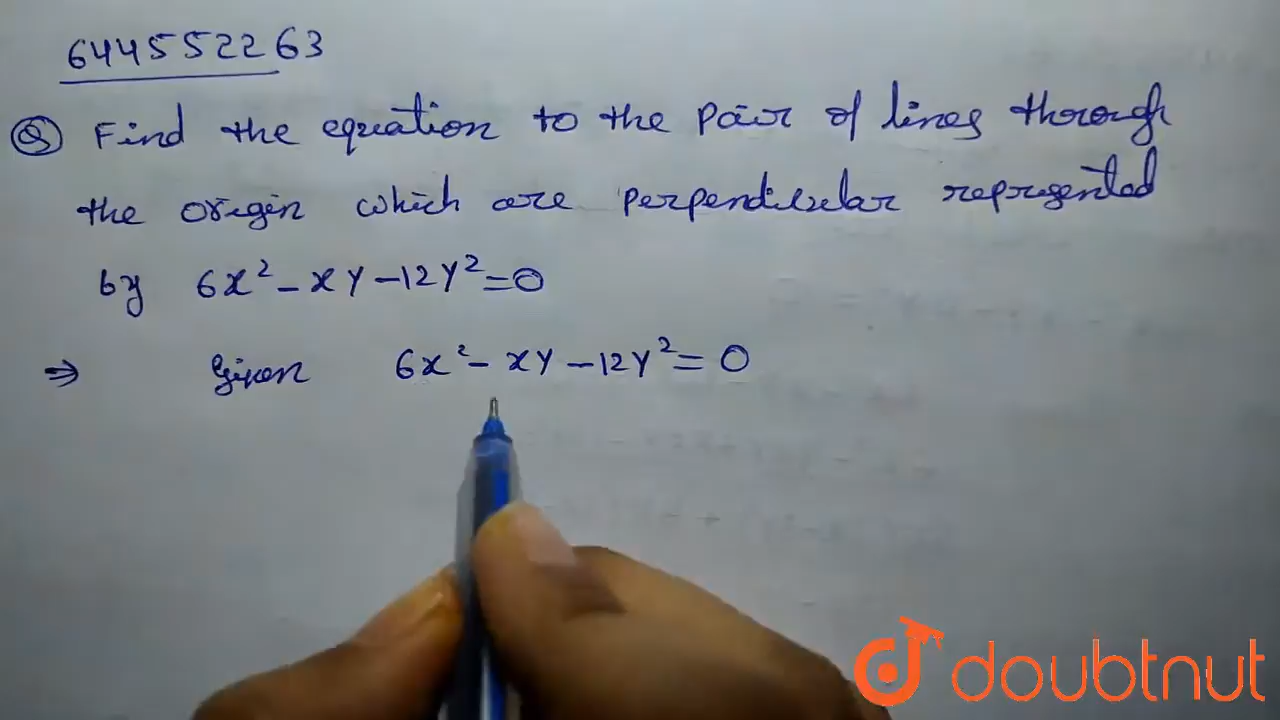 6445552263
Q Find the equation to the pair of lines through
the origin which are perpendicular represented
by 6x² - xy - 12y² = 0
⇒ Given 6x² - xy - 12y² = 0
doubtnut